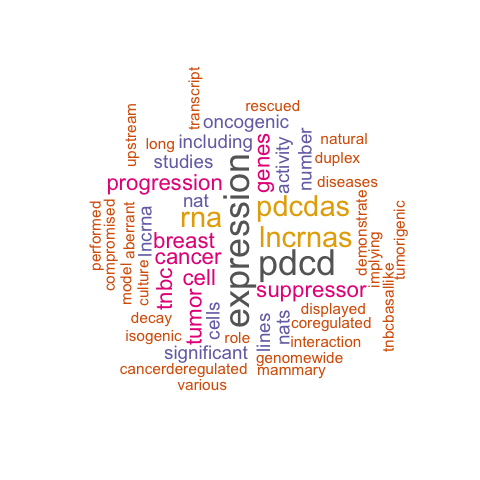 transcript
rescued
upstream
oncogenic
long
including
natural
studies
genes
activity
number
duplex
progression
nat
diseases
expression
pdcdas
rna
lncrnas
performed
compromised
model
aberrant
culture
lncrna
breast
cancer
pdcd
demonstrate
implying
tumorigenic
tnbc
cell
tumor
suppressor
decay
cells
displayed
isogenic
role
lines
nats
coregulated
interaction
tnbcbasallike
significant
genomewide
cancerderegulated
mammary
various